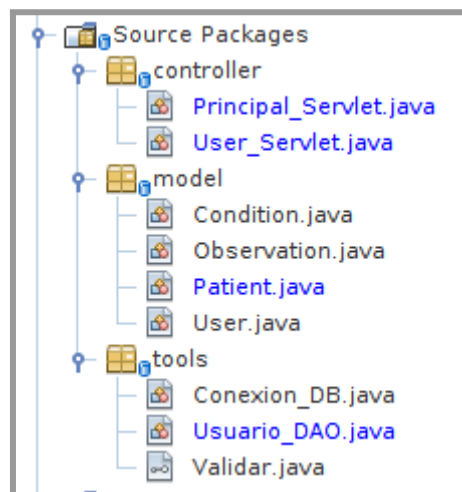 Source Packages
controller
Principal_Servlet.java
User_Servlet.java
model
Condition.java
Observation.java
Patient.java
User.java
tools
Conexion_DB.java
Usuario_DAO.java
Validar.java